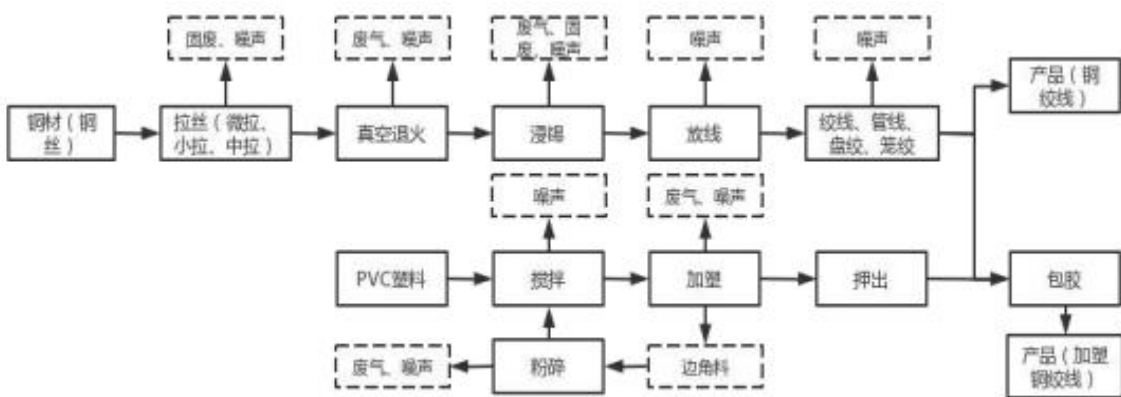 固废、噪声
废气、噪声
废气、固
废、噪声
噪声
噪声
产品（铜
绞线）
铜材（铜
丝）
拉丝（微拉、
小拉、中拉）
真空退火
浸锡
放线
绞线、管线、
盘绞、笼绞
噪声
废气、噪声
PVC塑料
搅拌
加塑
押出
包胶
废气、噪声
粉碎
边角料
产品（加塑
铜绞线）